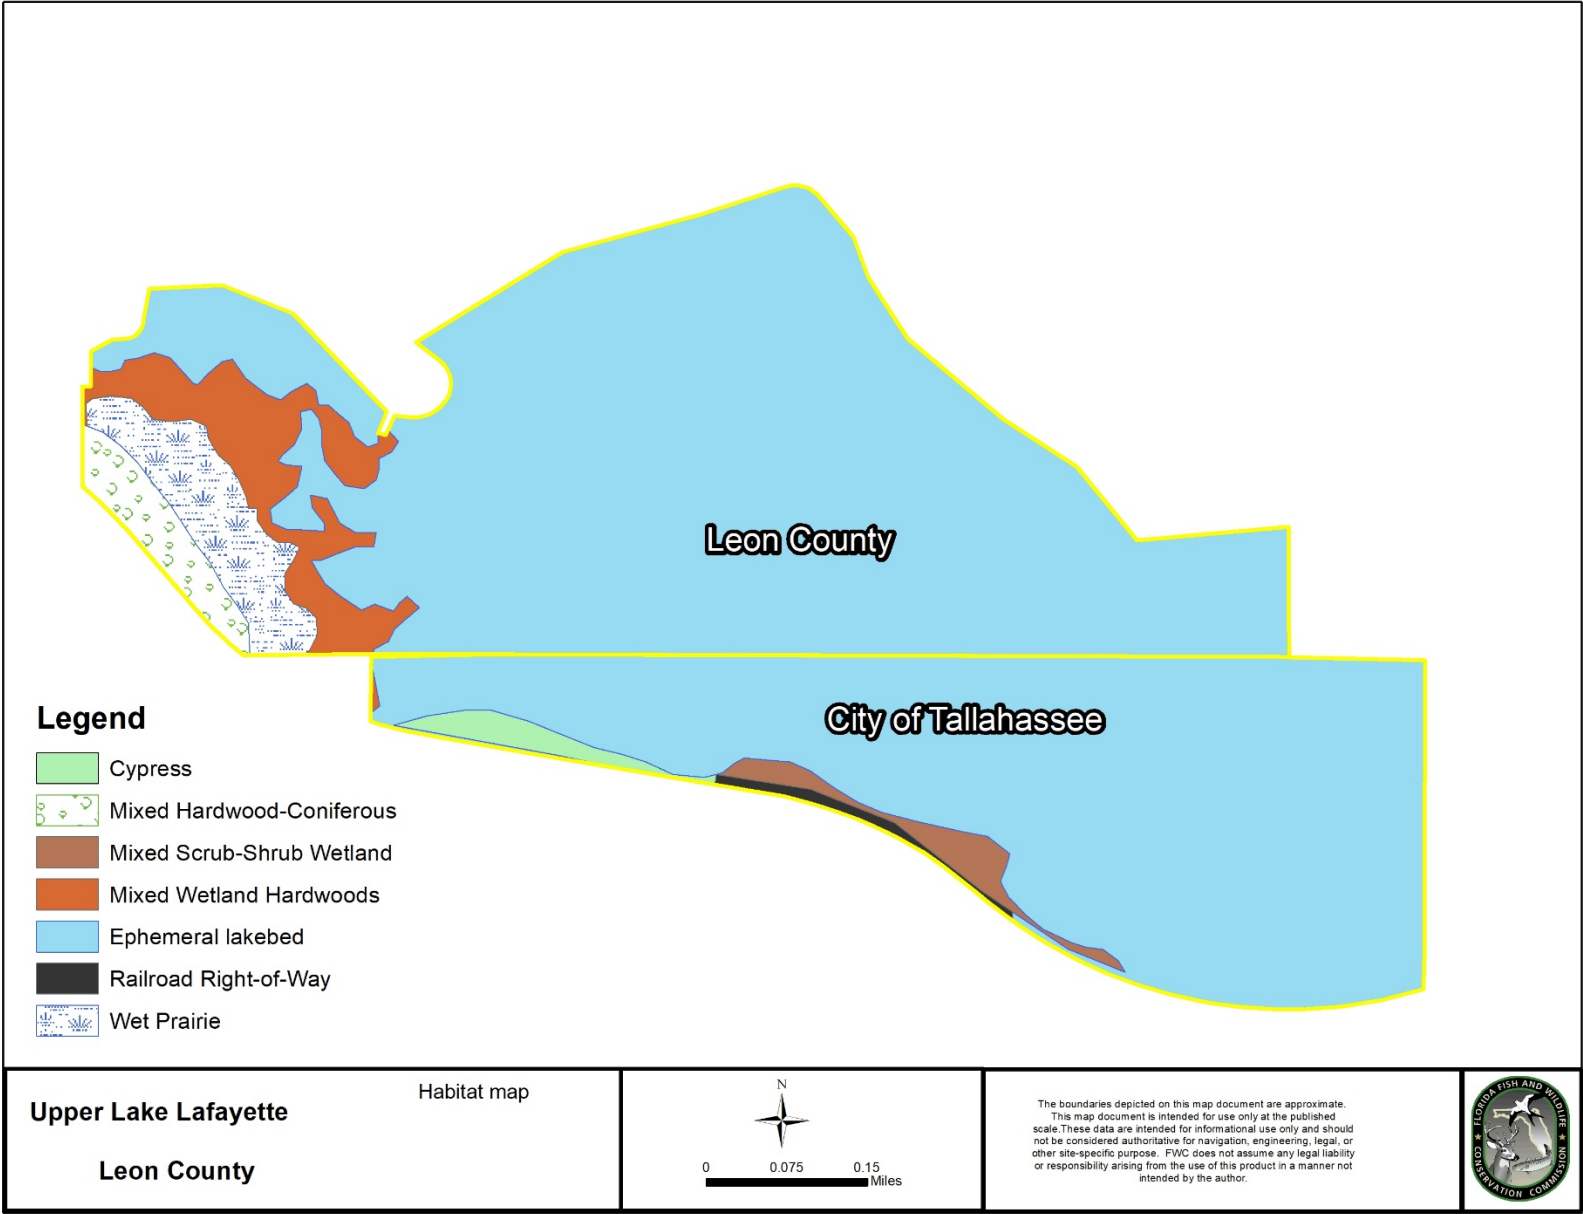 Leon County
City of Tallahassee
Legend
Cypress
Mixed Hardwood-Coniferous
Mixed Scrub-Shrub Wetland
Mixed Wetland Hardwoods
Ephemeral lakebed
Railroad Right-of-Way
Wet Prairie
Upper Lake Lafayette
Leon County
Habitat map
N
0 0.075 0.15
Miles
The boundaries depicted on this map document are approximate.
This map document is intended for use only at the published
scale.These data are intended for informational use only and should
not be considered authoritative for navigation, engineering, legal, or
other site-specific purpose. FWC does not assume any legal liability
or responsibility arising from the use of this product in a manner not
intended by the author.
FLORIDA FISH AND WILDLIFE
CONSERVATION COMMISSION